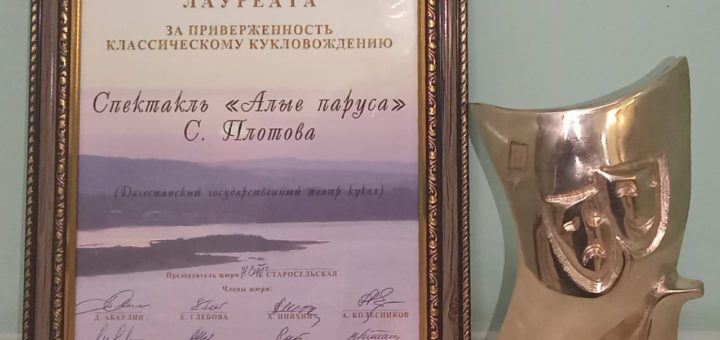 ЛАУРЕАТА
ЗА ПРИВЕРЖЕННОСТЬ
КЛАССИЧЕСКОМУ КУКЛОВОЖДЕНИЮ
Спектакль «Алые паруса»
С. Плотова
(Дагестанский государственный театр кукол)
Председатель жюри: СТАРОСЕЛЬСКАЯ
Члены жюри:
Д. АБАУЛИН Е. ГЛЕБОВА А. ИНЯХИН А. КОЛЕСНИКОВ